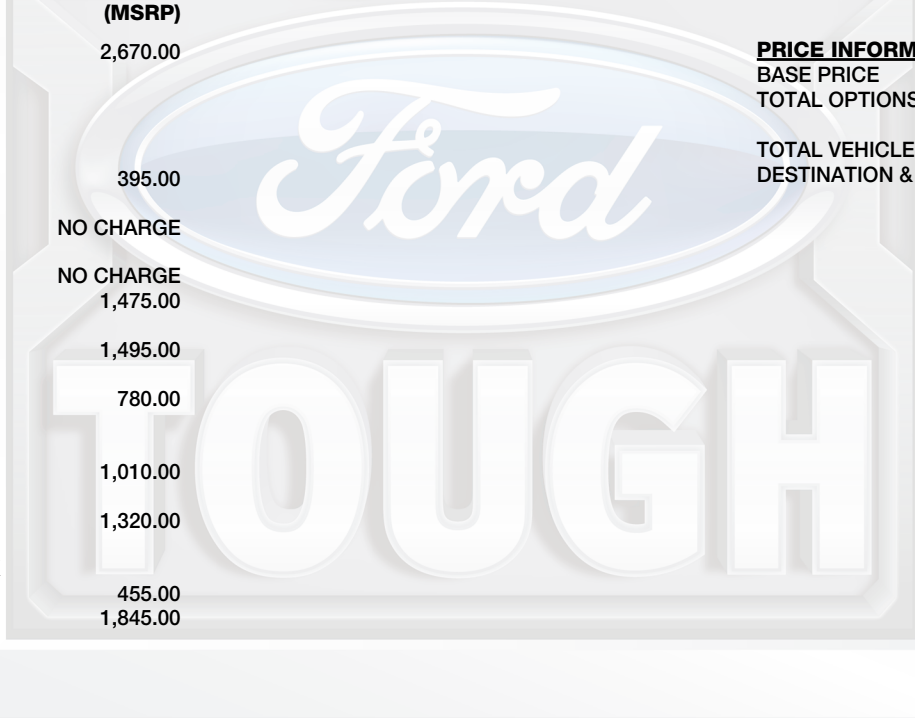 (MSRP)
2,670.00
395.00
NO CHARGE
NO CHARGE
1,475.00
1,495.00
780.00
1,010.00
1,320.00
455.00
1,845.00
PRICE INFORM
BASE PRICE
TOTAL OPTIONS
TOTAL VEHICLE
DESTINATION &
Ford
TOUGH